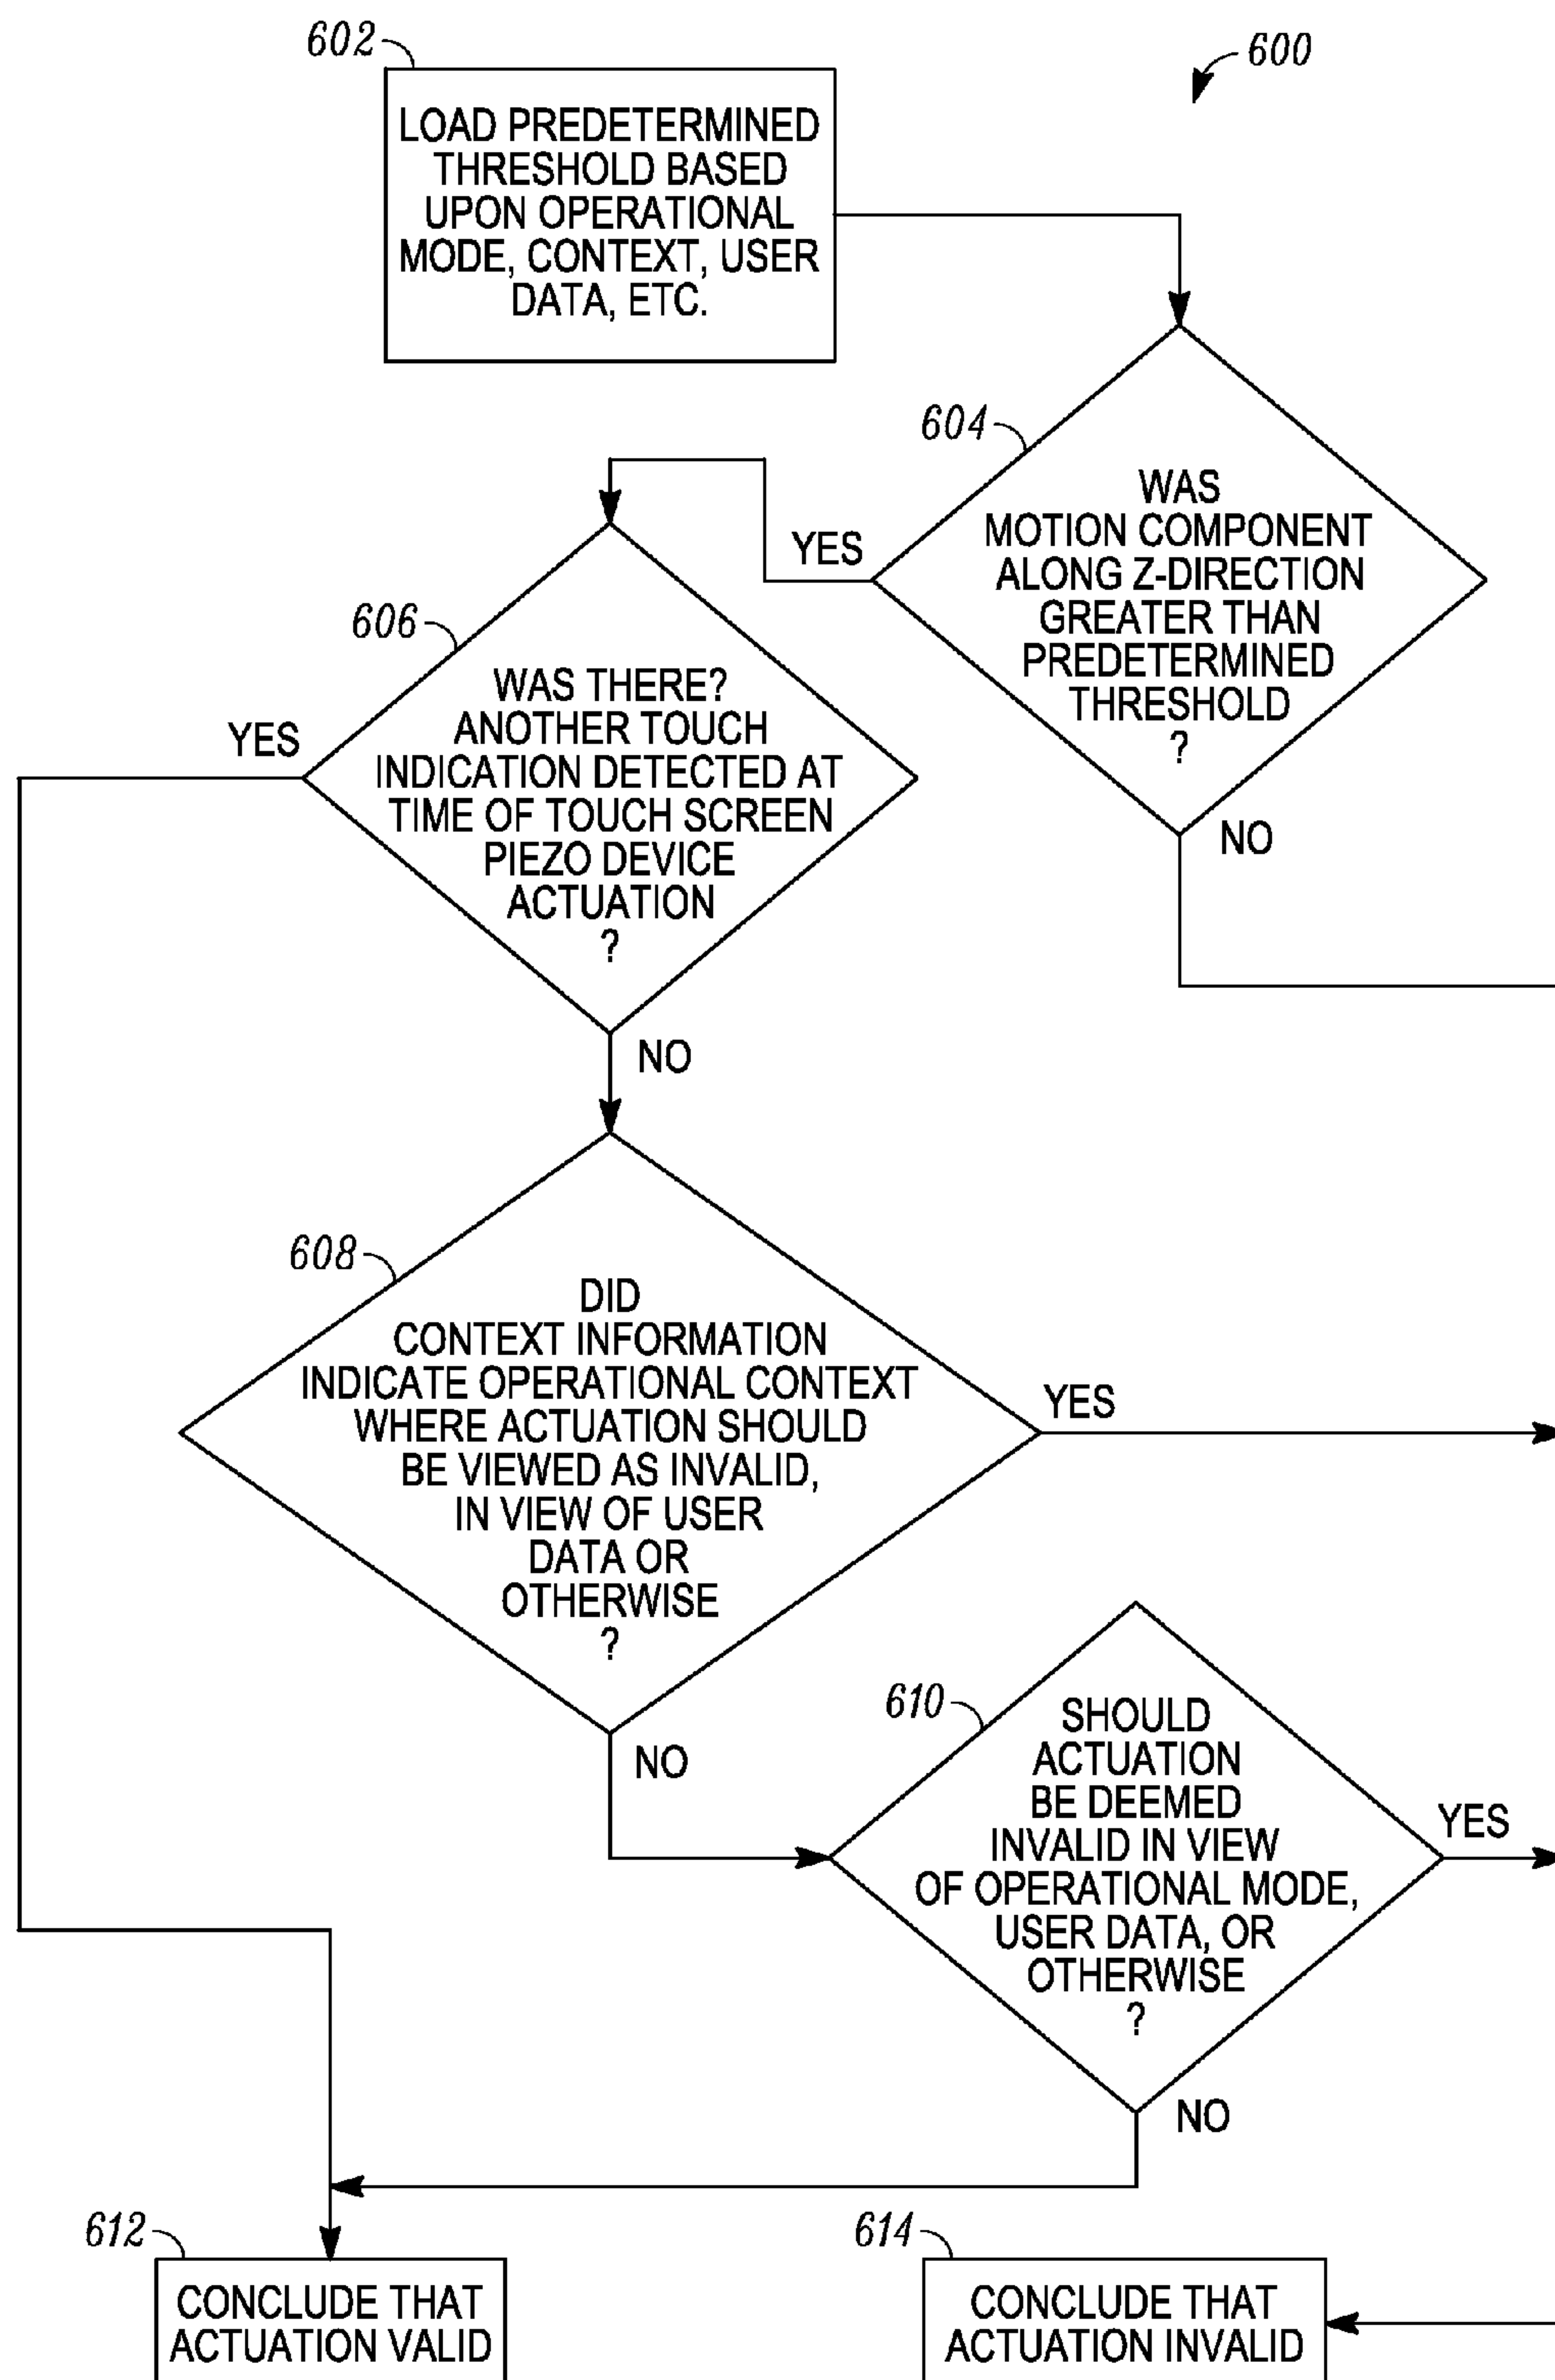 602
600
LOAD PREDETERMINED
THRESHOLD BASED
UPON OPERATIONAL
MODE, CONTEXT, USER
DATA, ETC.
604
WAS
MOTION COMPONENT
ALONG Z-DIRECTION
GREATER THAN
PREDETERMINED
THRESHOLD
?
YES
NO
606
WAS THERE?
ANOTHER TOUCH
INDICATION DETECTED AT
TIME OF TOUCH SCREEN
PIEZO DEVICE
ACTUATION
?
YES
NO
608
DID
CONTEXT INFORMATION
INDICATE OPERATIONAL CONTEXT
WHERE ACTUATION SHOULD
BE VIEWED AS INVALID,
IN VIEW OF USER
DATA OR
OTHERWISE
?
YES
NO
610
SHOULD
ACTUATION
BE DEEMED
INVALID IN VIEW
OF OPERATIONAL MODE,
USER DATA, OR
OTHERWISE
?
YES
NO
612
CONCLUDE THAT
ACTUATION VALID
614
CONCLUDE THAT
ACTUATION INVALID